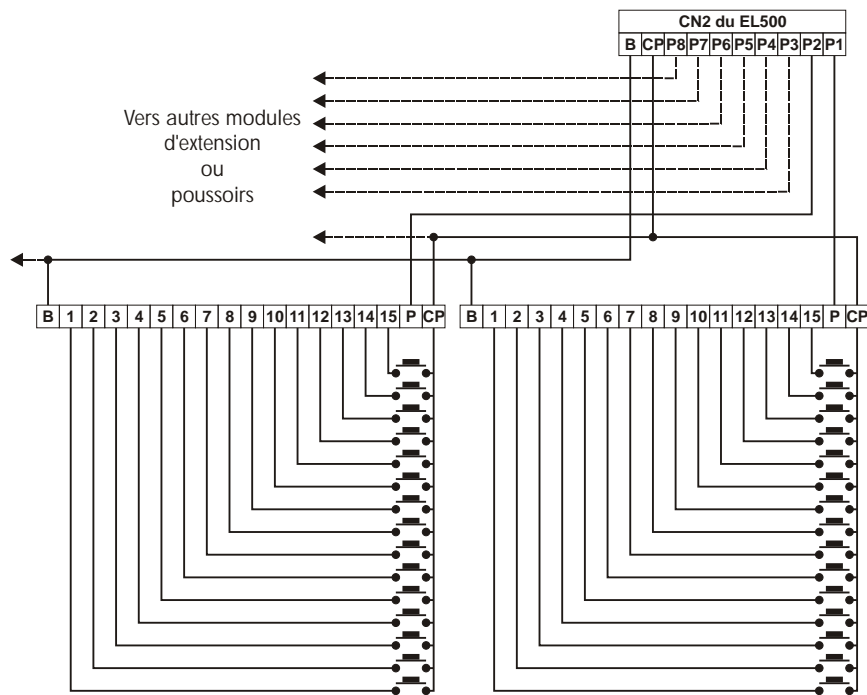 CN2 du EL500
B CP P8 P7 P6 P5 P4 P3 P2 P1
Vers autres modules
d'extension
ou
poussoirs
B 1 2 3 4 5 6 7 8 9 10 11 12 13 14 15 P CP
B 1 2 3 4 5 6 7 8 9 10 11 12 13 14 15 P CP